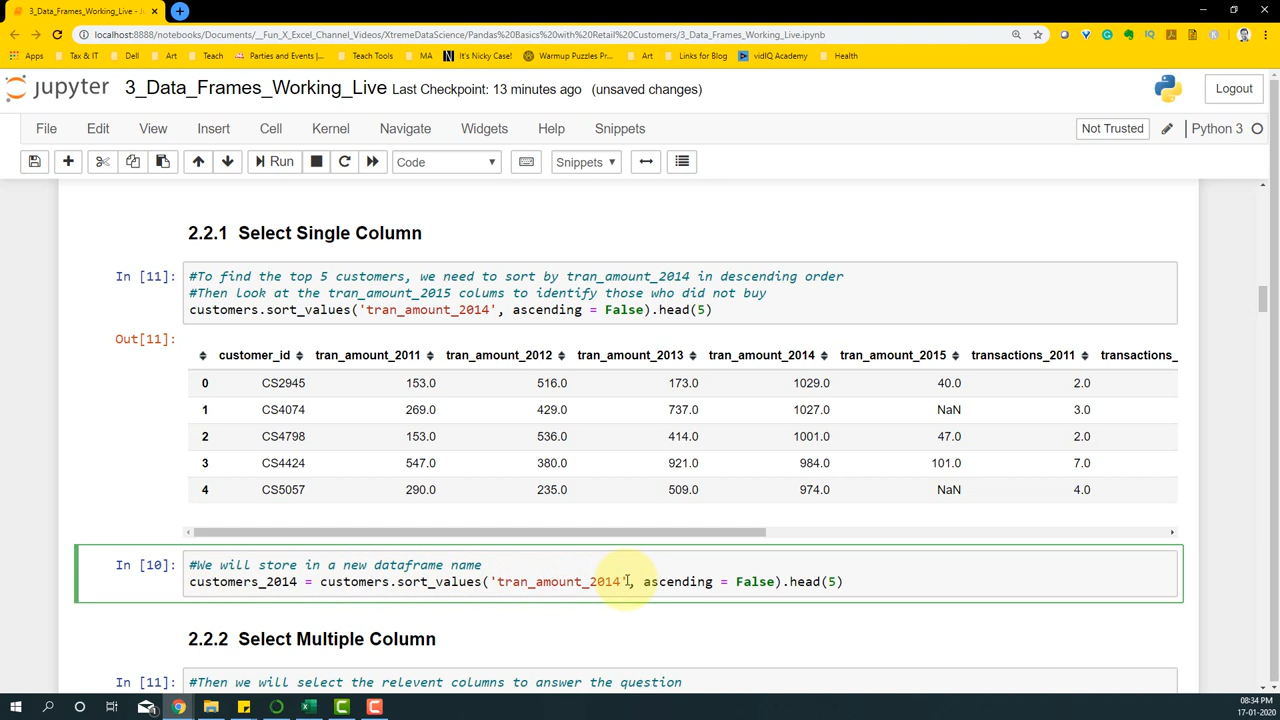 3_Data_Frames_Working_Live - Ju
localhost:8888/notebooks/Documents/__Fun_X_Excel_Channel_Videos/XtremeDataScience/Pandas%20Basics%20with%20Retail%20Customers/3_Data_Frames_Working_Live.ipynb
Apps Tax & IT Dell Art Teach Parties and Events |... Teach Tools MA It's Nicky Case! Warmup Puzzles Pr... Art Links for Blog vidIQ Academy Health
jupyter 3_Data_Frames_Working_Live Last Checkpoint: 13 minutes ago (unsaved changes) Logout
File Edit View Insert Cell Kernel Navigate Widgets Help Snippets Not Trusted Python 3
Run Code Snippets
2.2.1 Select Single Column
In [11]: #To find the top 5 customers, we need to sort by tran_amount_2014 in descending order
#Then look at the tran_amount_2015 colums to identify those who did not buy
customers.sort_values('tran_amount_2014', ascending = False).head(5)
Out[11]:
customer_id tran_amount_2011 tran_amount_2012 tran_amount_2013 tran_amount_2014 tran_amount_2015 transactions_2011 transactions_
0 CS2945 153.0 516.0 173.0 1029.0 40.0 2.0
1 CS4074 269.0 429.0 737.0 1027.0 NaN 3.0
2 CS4798 153.0 536.0 414.0 1001.0 47.0 2.0
3 CS4424 547.0 380.0 921.0 984.0 101.0 7.0
4 CS5057 290.0 235.0 509.0 974.0 NaN 4.0
In [10]: #We will store in a new dataframe name
customers_2014 = customers.sort_values('tran_amount_2014', ascending = False).head(5)
2.2.2 Select Multiple Column
In [11]: #Then we will select the relevent columns to answer the question
08:34 PM
17-01-2020